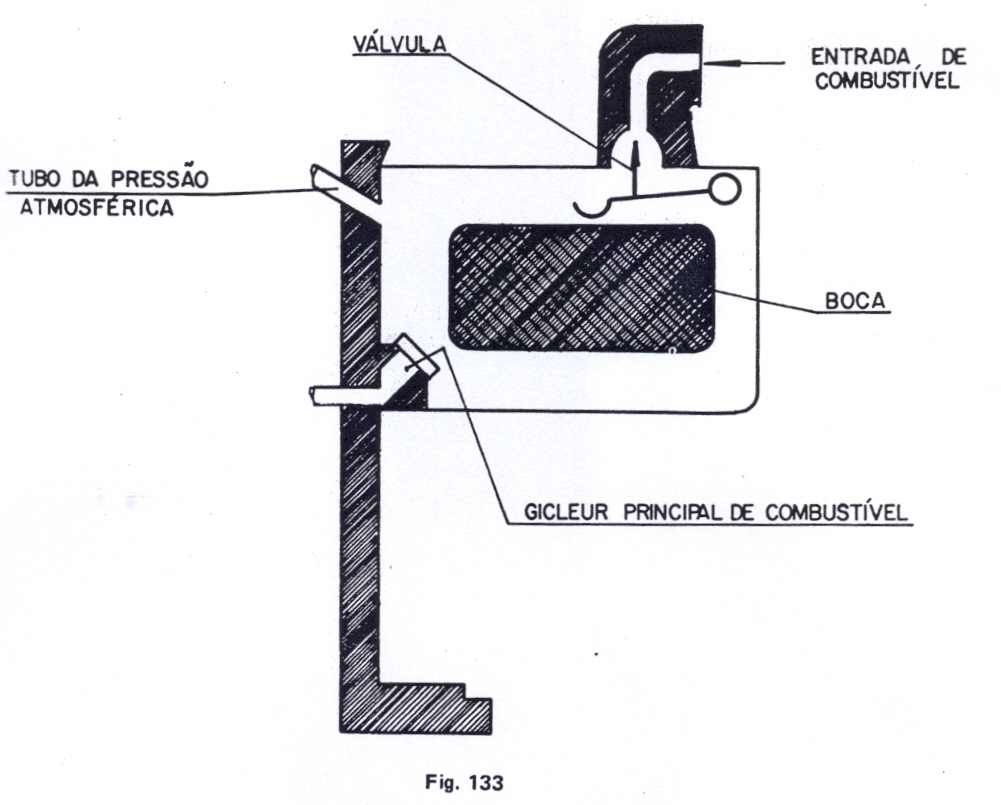 VÁLVULA
ENTRADA DE
COMBUSTÍVEL
TUBO DA PRESSÃO
ATMOSFÉRICA
BOCA
GICLEUR PRINCIPAL DE COMBUSTÍVEL
Fig. 133